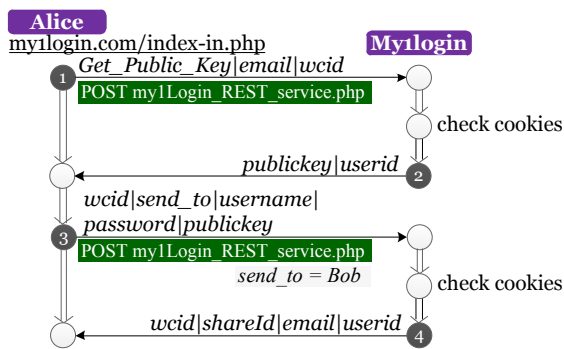 Alice
my1login.com/index-in.php
My1login
Get_Public_Key|email|wcid
1
POST my1Login_REST_service.php
check cookies
publickey|userid
2
wcid|send_to|username|
password|publickey
3
POST my1Login_REST_service.php
send_to = Bob
check cookies
wcid|shareId|email|userid
4